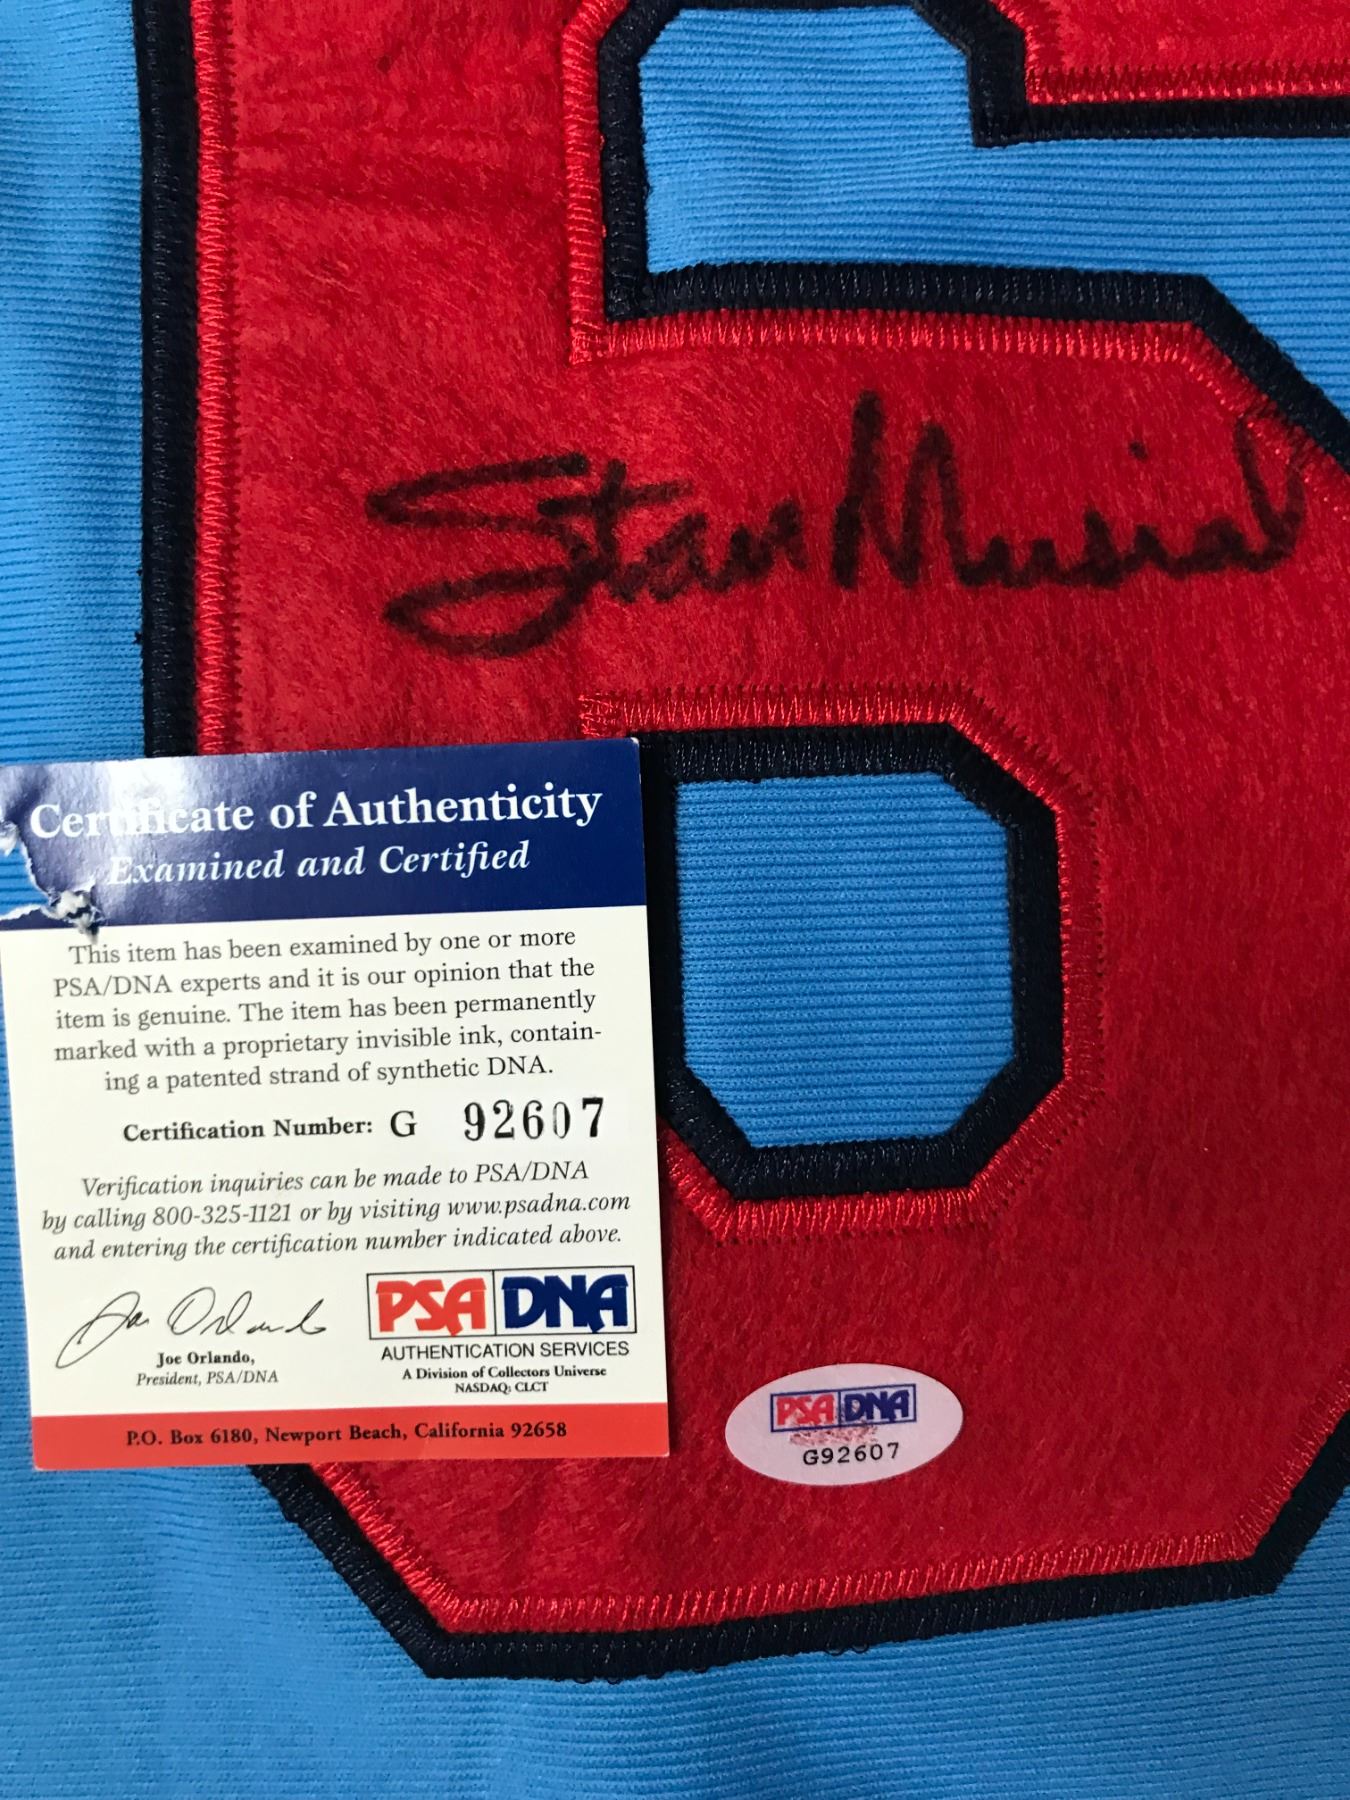 Stan Musial
Certificate of Authenticity
Examined and Certified
This item has been examined by one or more
PSA/DNA experts and it is our opinion that the
item is genuine. The item has been permanently
marked with a proprietary invisible ink, contain-
ing a patented strand of synthetic DNA.
Certification Number: G 92607
Verification inquiries can be made to PSA/DNA
by calling 800-325-1121 or by visiting www.psadna.com
and entering the certification number indicated above.
Joe Orlando
Joe Orlando,
President, PSA/DNA
PSA DNA
AUTHENTICATION SERVICES
A Division of Collectors Universe
NASDAQ: CLCT
P.O. Box 6180, Newport Beach, California 92658
PSA DNA
G92607
6